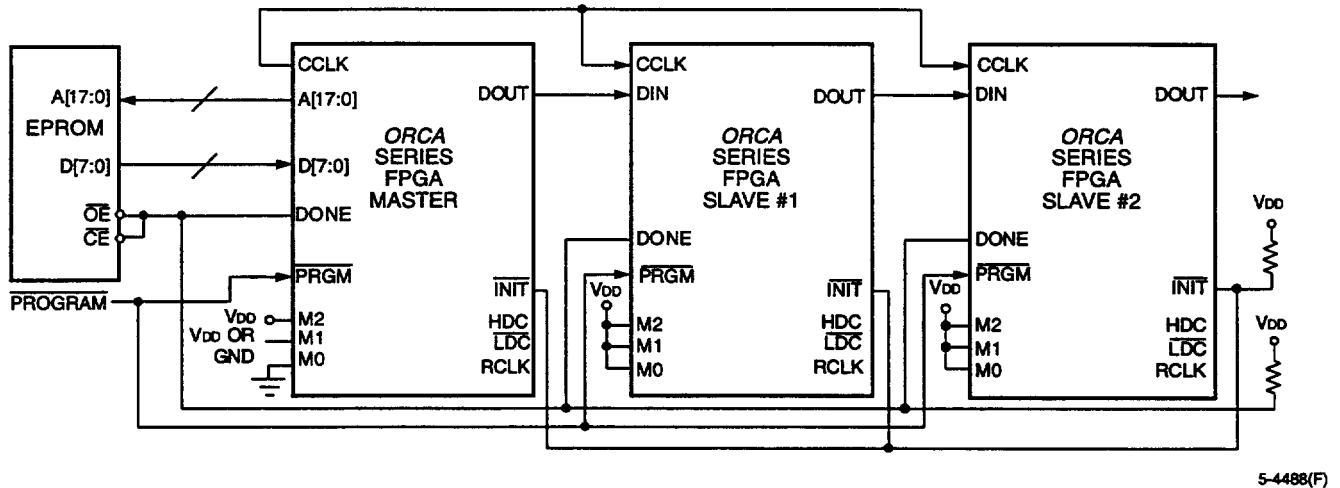 EPROM
A[17:0]
D[7:0]
OE
CE
PROGRAM
CCLK
A[17:0]
D[7:0]
DONE
PRGM
M2
M1
M0
VDD
VDD OR
GND
DOUT
ORCA
SERIES
FPGA
MASTER
INIT
HDC
LDC
RCLK
CCLK
DIN
DONE
PRGM
VDD
M2
M1
M0
DOUT
ORCA
SERIES
FPGA
SLAVE #1
INIT
HDC
LDC
RCLK
CCLK
DIN
DONE
PRGM
VDD
M2
M1
M0
DOUT
ORCA
SERIES
FPGA
SLAVE #2
INIT
HDC
LDC
RCLK
VDD
VDD
5-4488(F)